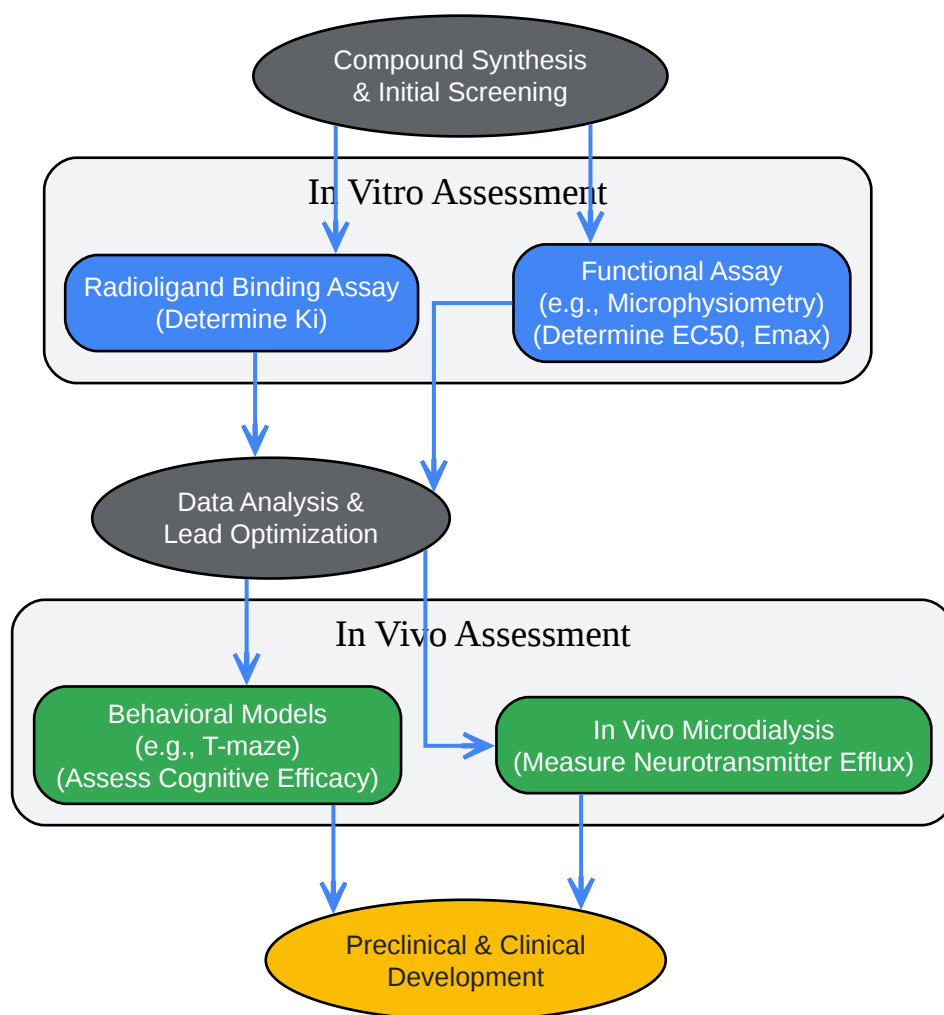 Compound Synthesis
& Initial Screening
In Vitro Assessment
Radioligand Binding Assay
(Determine Ki)
Functional Assay
(e.g., Microphysiometry)
(Determine EC50, Emax)
Data Analysis &
Lead Optimization
In Vivo Assessment
Behavioral Models
(e.g., T-maze)
(Assess Cognitive Efficacy)
In Vivo Microdialysis
(Measure Neurotransmitter Efflux)
Preclinical & Clinical
Development